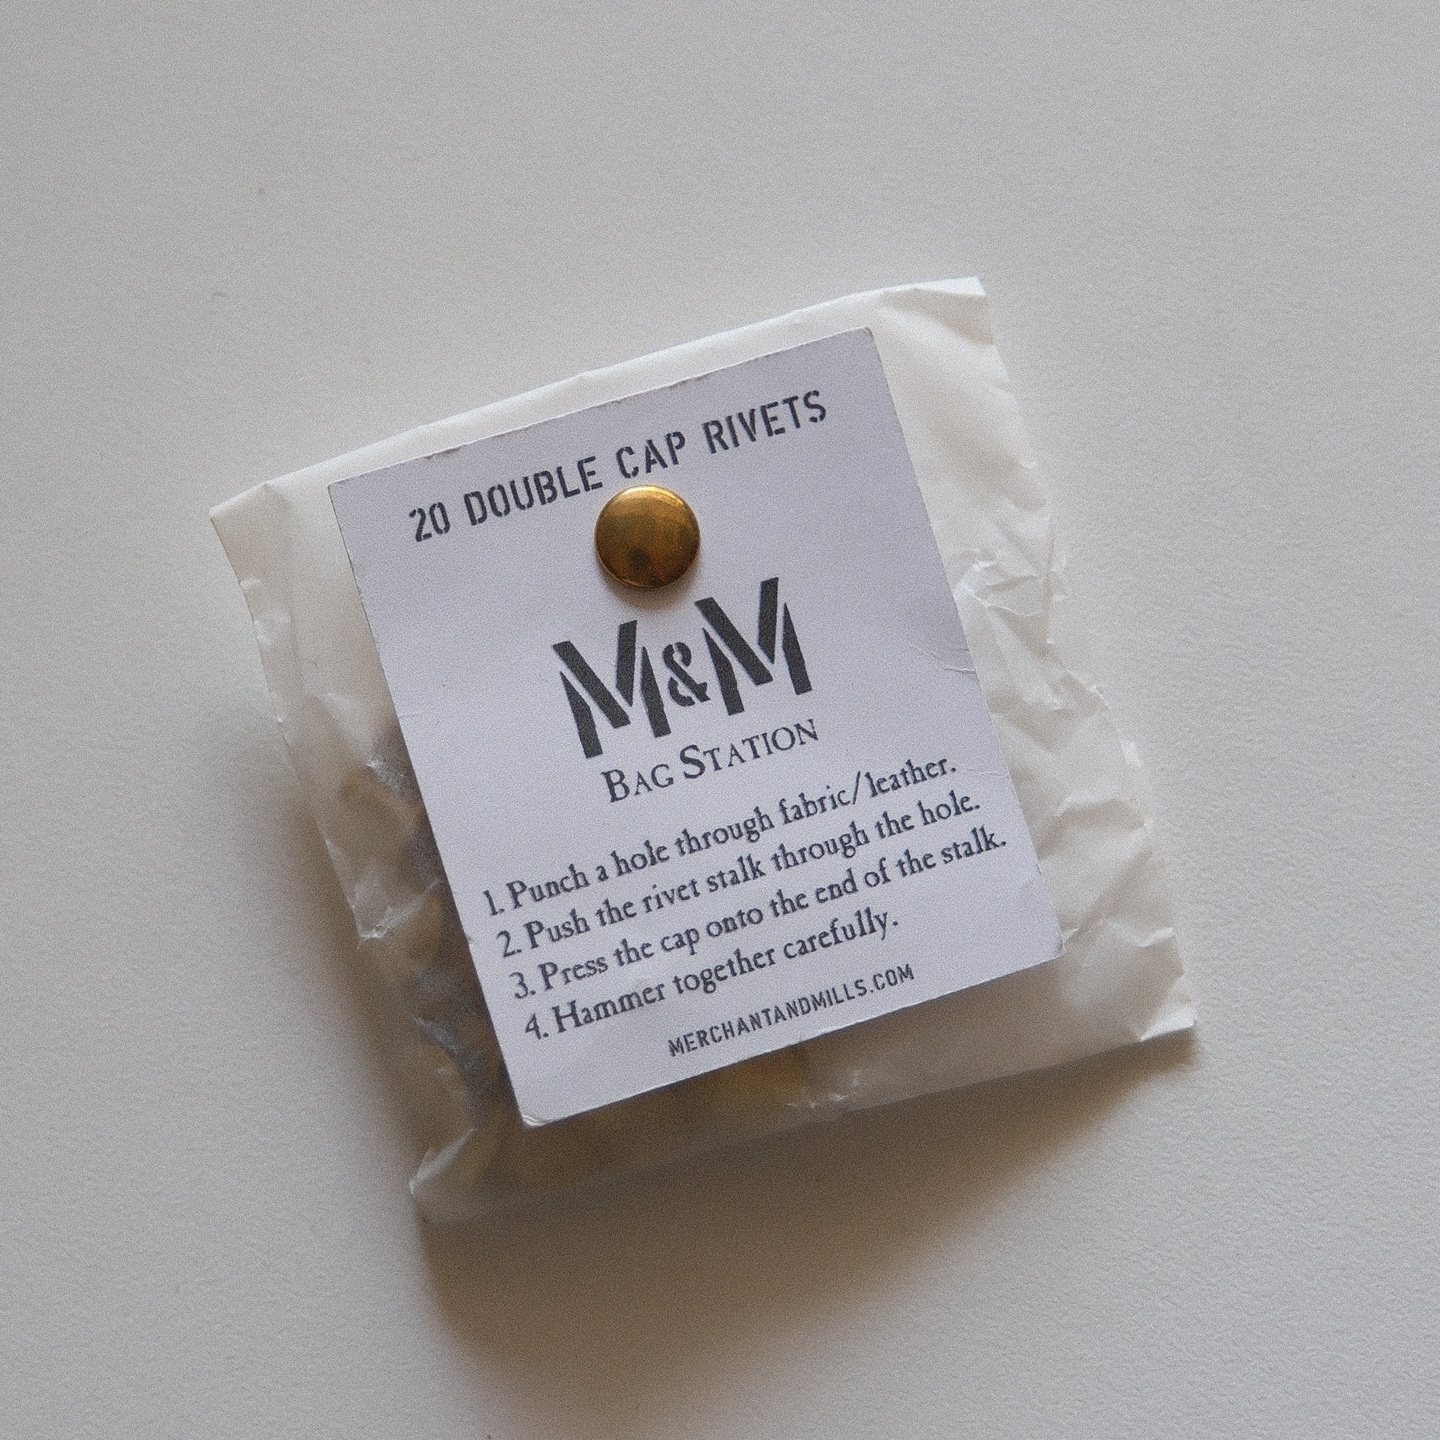 20 DOUBLE CAP RIVETS
M&M
BAG STATION
1. Punch a hole through fabric/leather.
2. Push the rivet stalk through the hole.
3. Press the cap onto the end of the stalk.
4. Hammer together carefully.
MERCHANTANDMILLS.COM